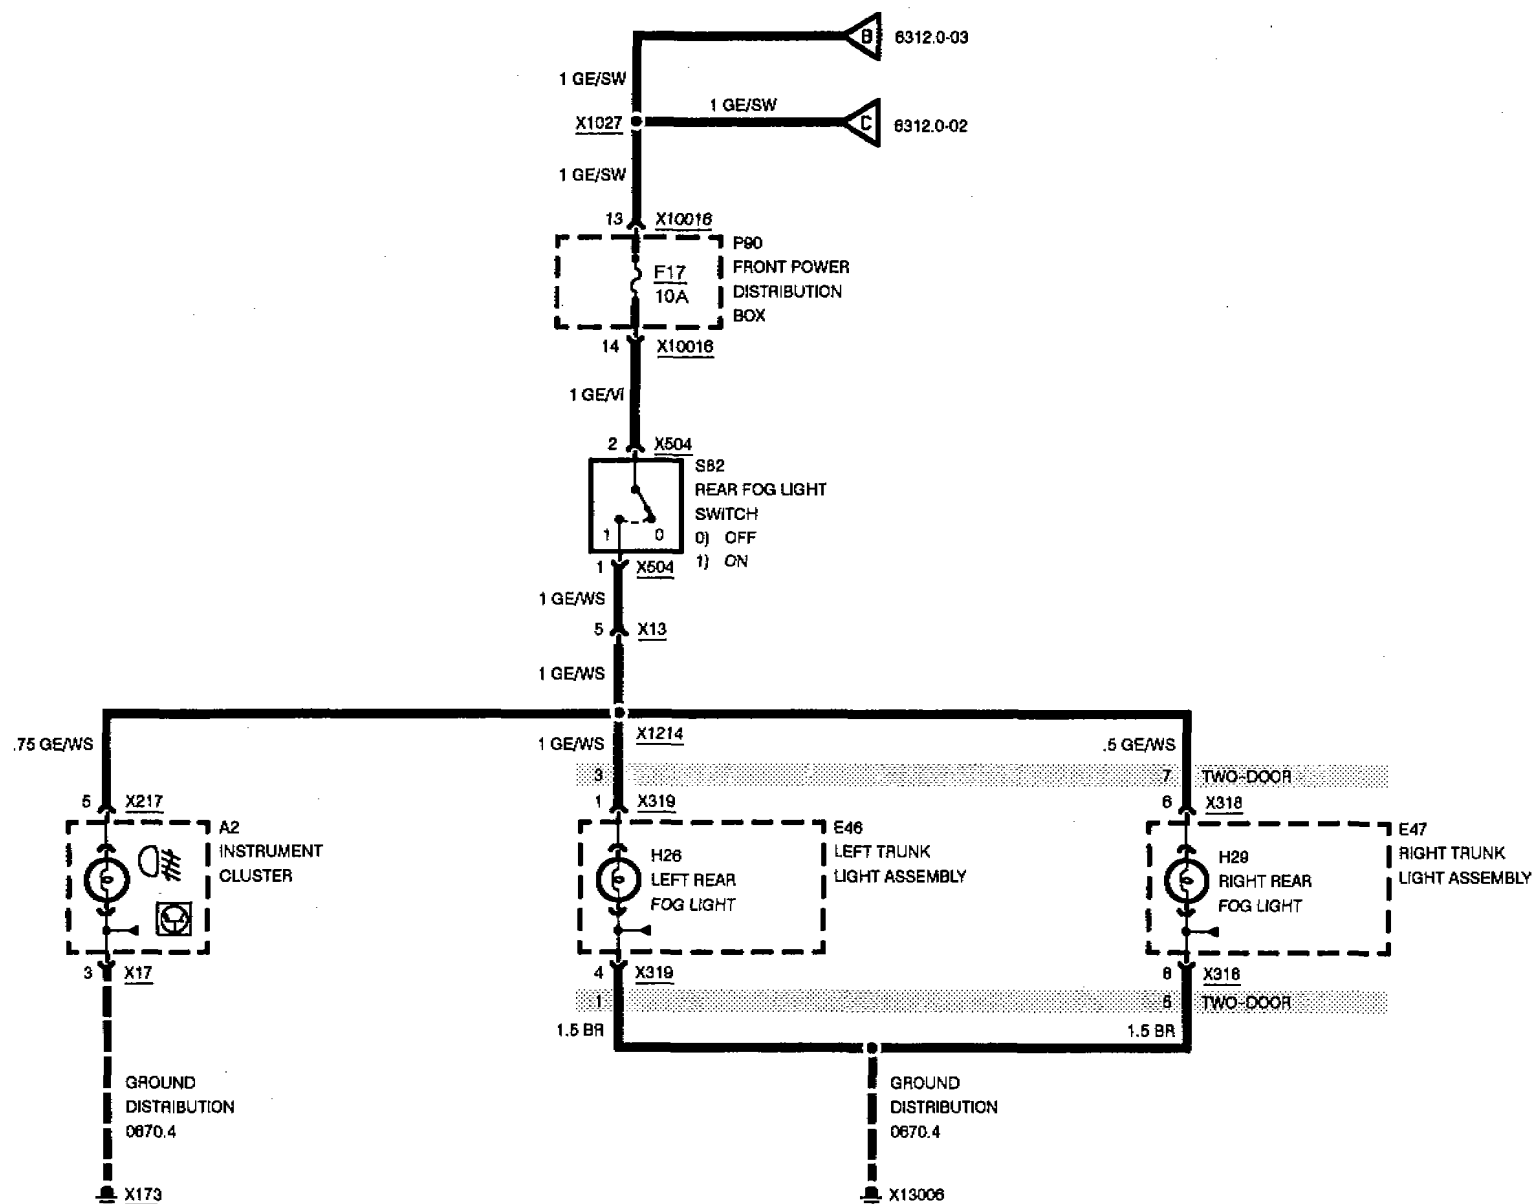 B 6312.0-03
1 GE/SW
1 GE/SW
X1027
C 6312.0-02
1 GE/SW
13 X10016
P90
FRONT POWER
DISTRIBUTION
BOX
F17
10A
14 X10016
1 GE/VI
2 X504
S82
REAR FOG LIGHT
SWITCH
0) OFF
1) ON
1 0
1 X504
1 GE/WS
5 X13
1 GE/WS
X1214
.75 GE/WS
1 GE/WS
.5 GE/WS
3 7 TWO-DOOR
5 X217
1 X319
6 X318
A2
INSTRUMENT
CLUSTER
E46
LEFT TRUNK
LIGHT ASSEMBLY
H26
LEFT REAR
FOG LIGHT
E47
RIGHT TRUNK
LIGHT ASSEMBLY
H29
RIGHT REAR
FOG LIGHT
3 X17
4 X319
8 X318
1 5 TWO-DOOR
1.5 BR
1.5 BR
GROUND
DISTRIBUTION
0670.4
GROUND
DISTRIBUTION
0670.4
X173
X13006